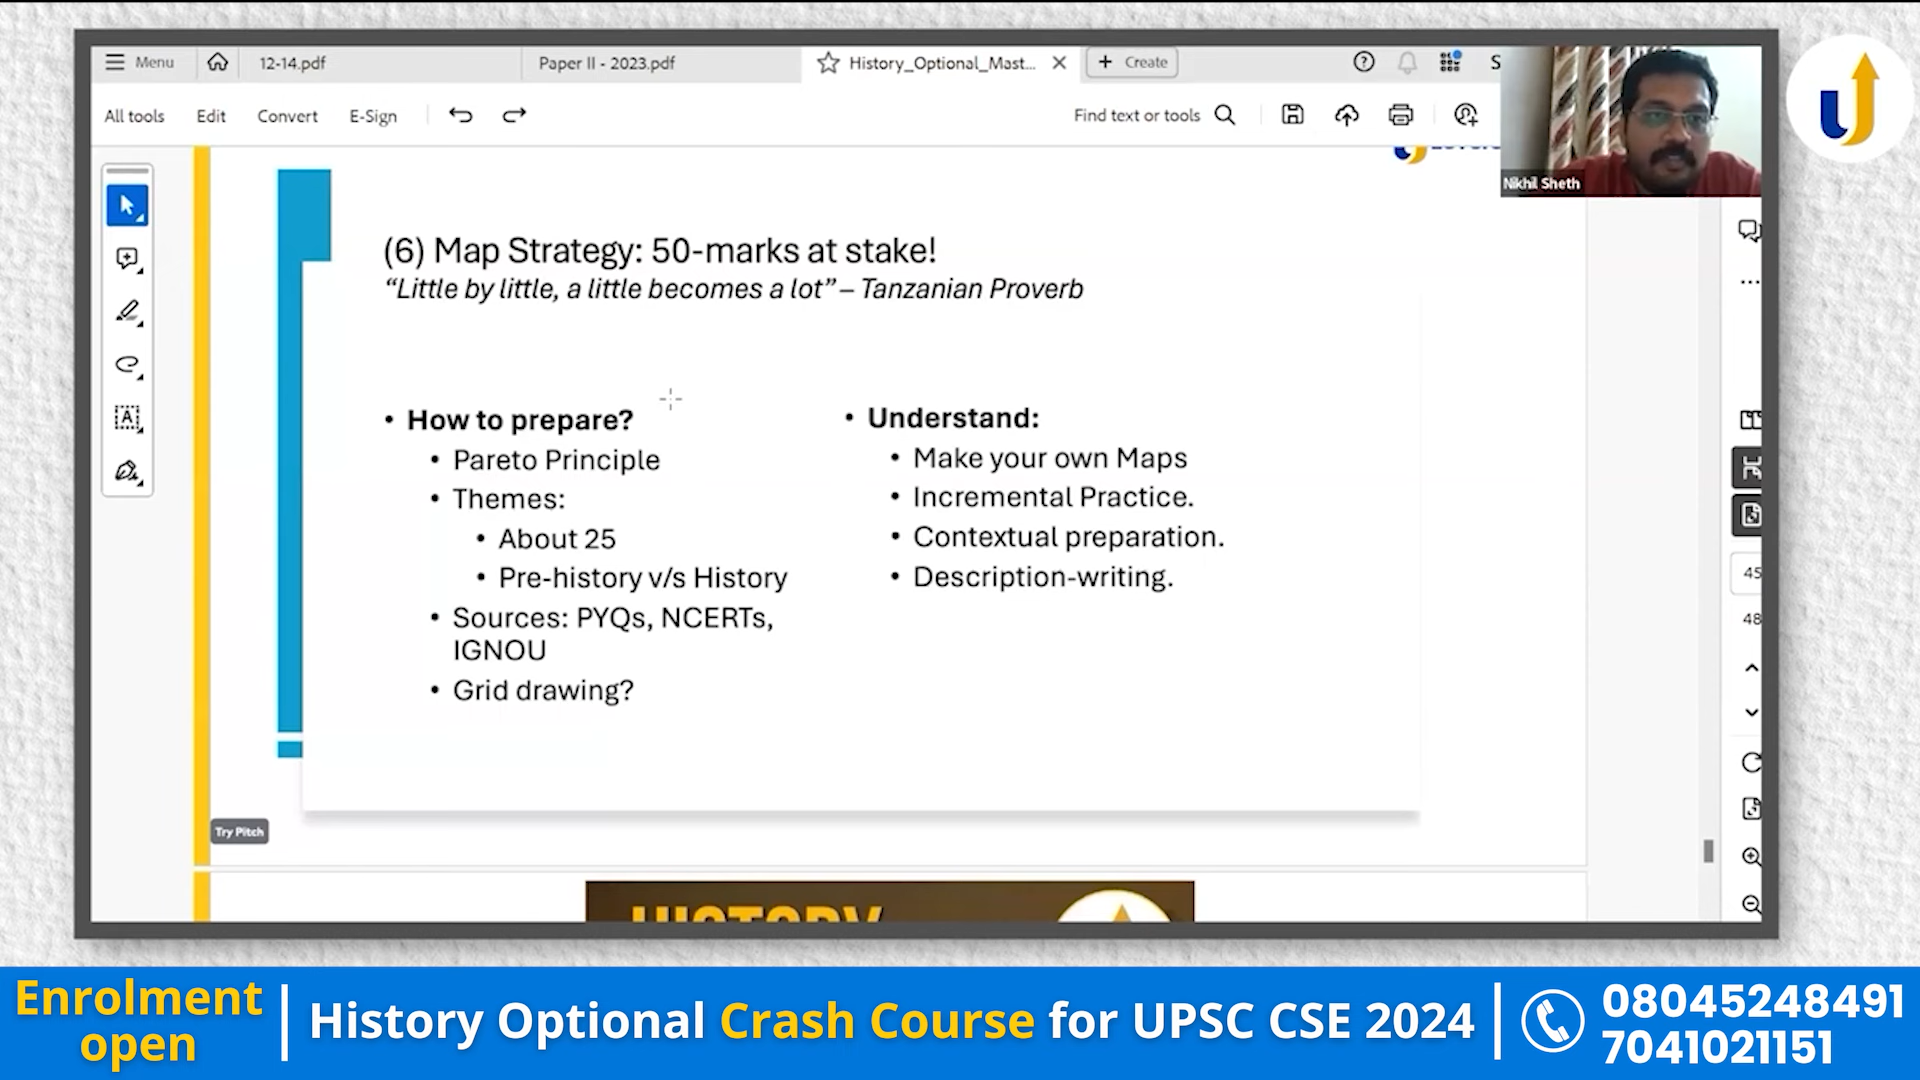 Menu
12-14.pdf
Paper II - 2023.pdf
History_Optional_Mast...
Create
All tools
Edit
Convert
E-Sign
Find text or tools
Nikhil Sheth
(6) Map Strategy: 50-marks at stake!
“Little by little, a little becomes a lot” – Tanzanian Proverb
• How to prepare?
• Pareto Principle
• Themes:
• About 25
• Pre-history v/s History
• Sources: PYQs, NCERTs,
IGNOU
• Grid drawing?
• Understand:
• Make your own Maps
• Incremental Practice.
• Contextual preparation.
• Description-writing.
45
48
Try Pitch
HISTORY
Enrolment
open
History Optional Crash Course for UPSC CSE 2024
08045248491
7041021151